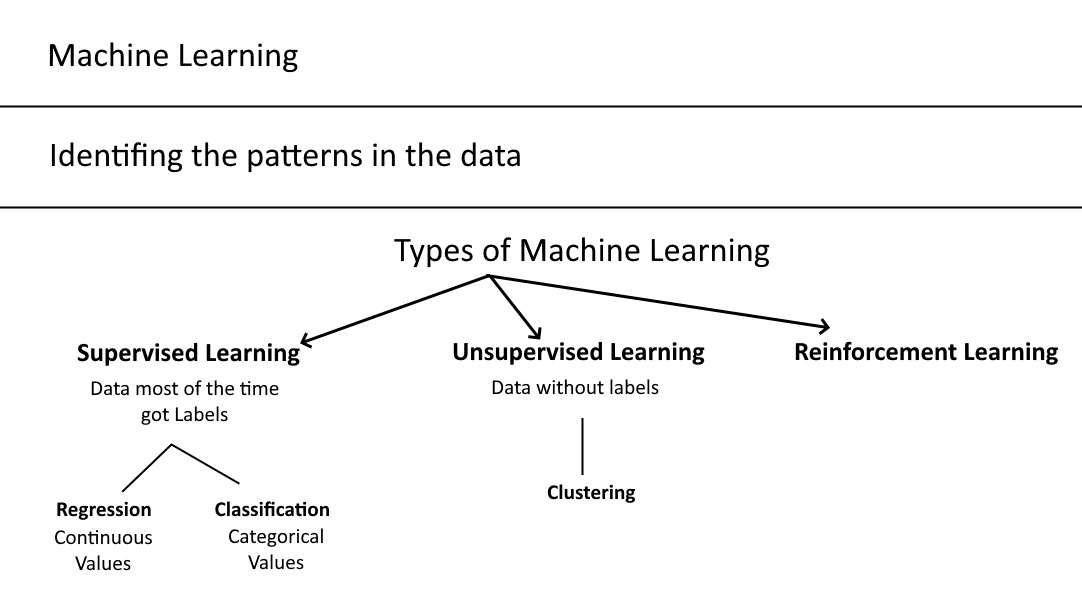 Machine Learning
Identifing the patterns in the data
Types of Machine Learning
Supervised Learning
Data most of the time
got Labels
Regression
Continuous
Values
Classification
Categorical
Values
Unsupervised Learning
Data without labels
Clustering
Reinforcement Learning